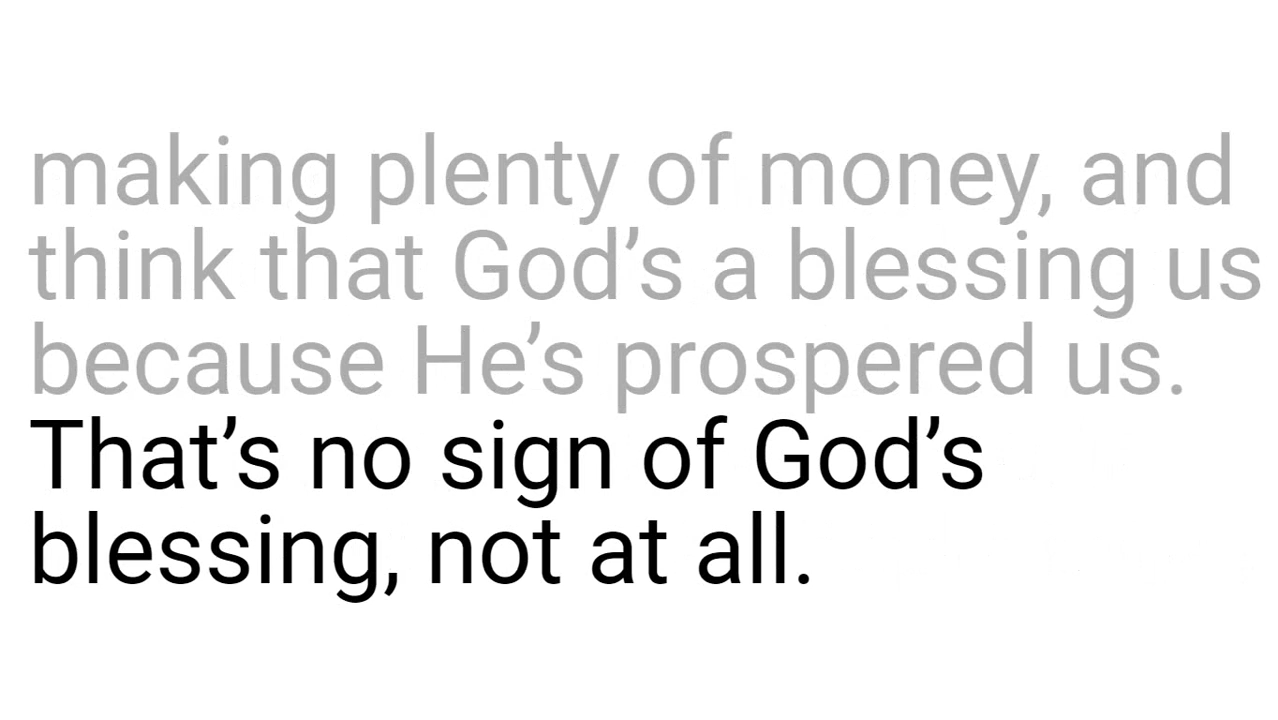 making plenty of money, and
think that God’s a blessing us
because He’s prospered us.
That’s no sign of God’s
blessing, not at all.